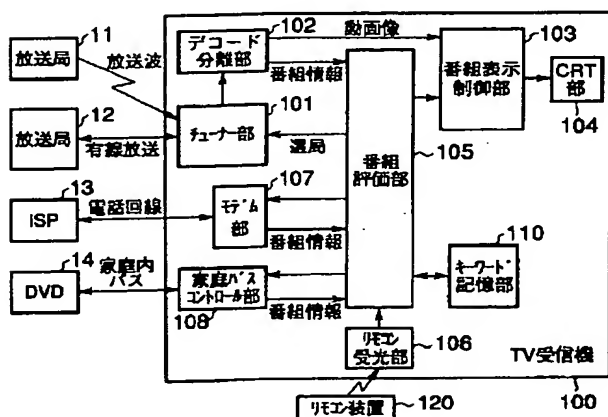 11
放送局
放送波
102
デコード
分離部
動画像
番組情報
103
番組表示
制御部
CRT
部
104
12
放送局
有線放送
101
チューナー部
選局
番組
評価部
105
13
ISP
電話回線
107
モデム
部
番組情報
110
キーワード
記憶部
14
DVD
家庭内
バス
家庭バス
コントロール部
108
番組情報
リモコン
受光部
106
TV受信機
100
リモコン装置
120